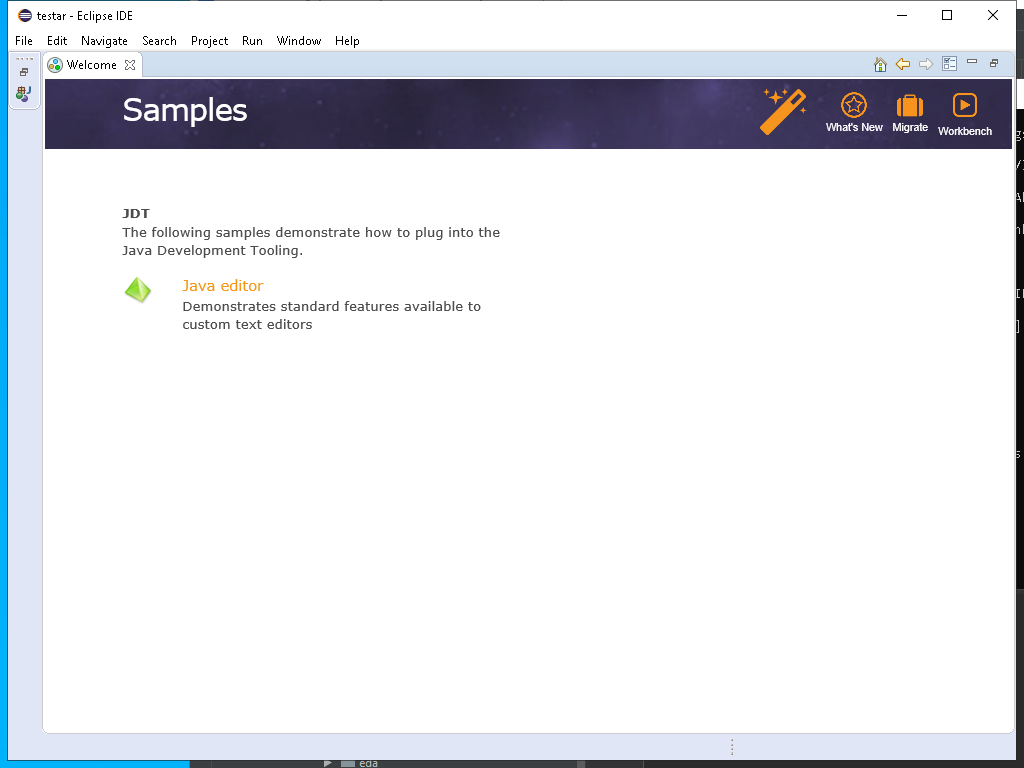 testar - Eclipse IDE
File Edit Navigate Search Project Run Window Help
Welcome
Samples
What's New Migrate Workbench
JDT
The following samples demonstrate how to plug into the
Java Development Tooling.
Java editor
Demonstrates standard features available to
custom text editors
eda